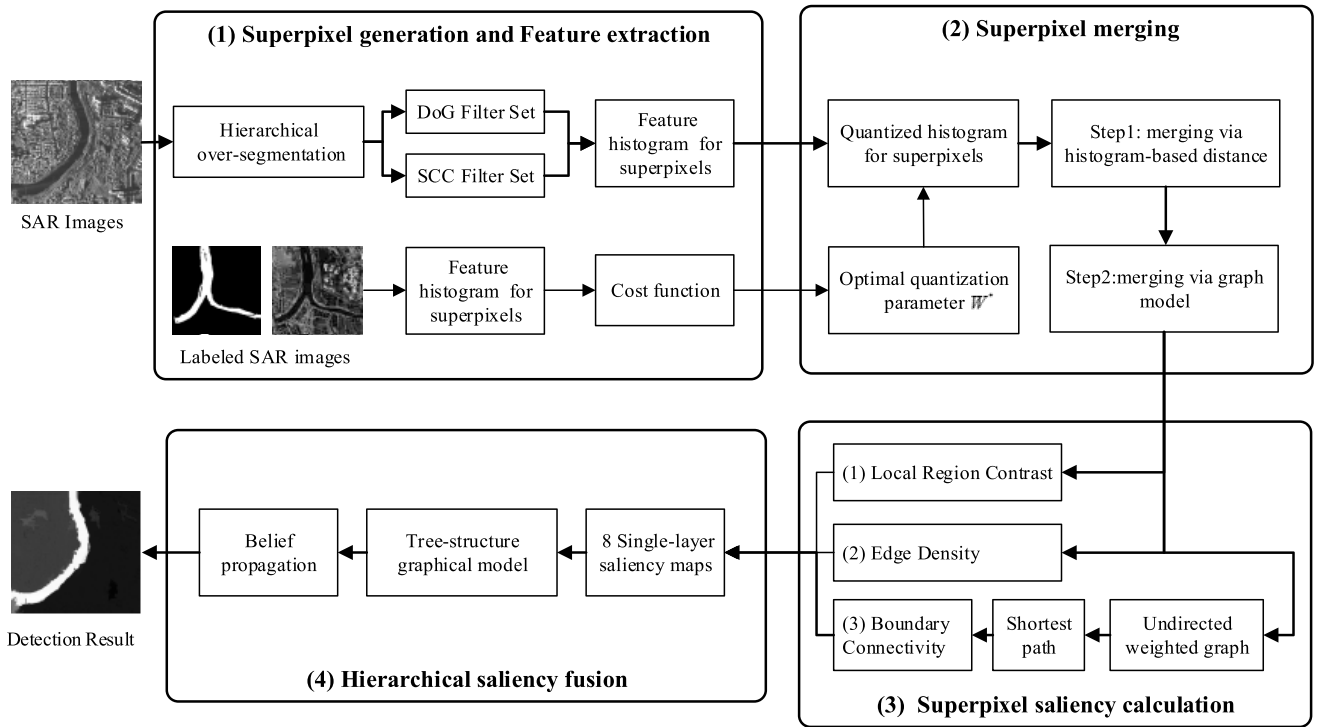 (1) Superpixel generation and Feature extraction
SAR Images
Hierarchical
over-segmentation
DoG Filter Set
SCC Filter Set
Feature
histogram for
superpixels
Labeled SAR images
Feature
histogram for
superpixels
Cost function
(2) Superpixel merging
Quantized histogram
for superpixels
Step1: merging via
histogram-based distance
Optimal quantization
parameter W*
Step2:merging via graph
model
(1) Local Region Contrast
(2) Edge Density
(3) Boundary
Connectivity
Shortest
path
Undirected
weighted graph
(3) Superpixel saliency calculation
8 Single-layer
saliency maps
Tree-structure
graphical model
Belief
propagation
(4) Hierarchical saliency fusion
Detection Result